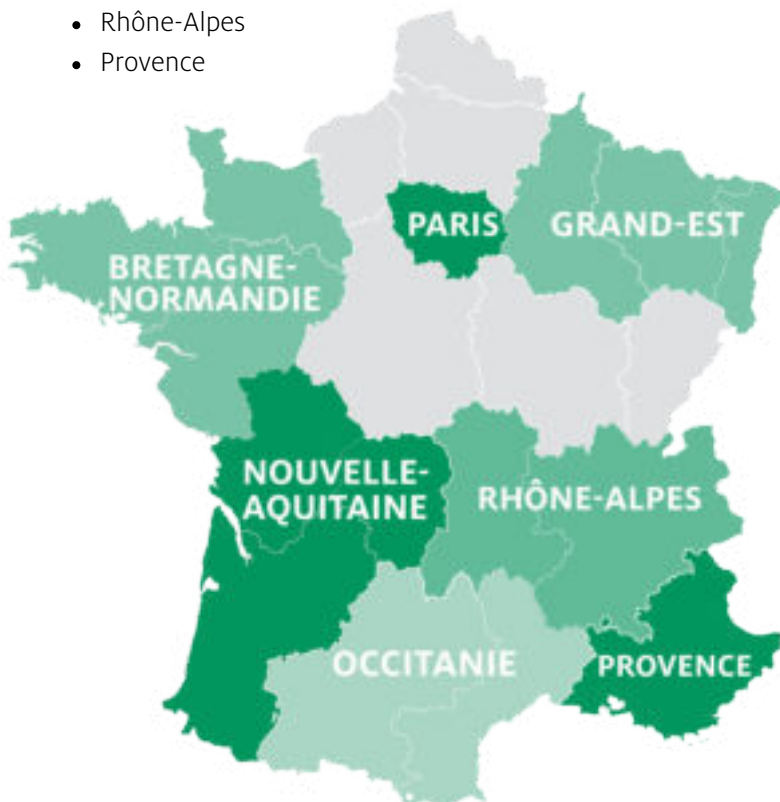 • Rhône-Alpes
• Provence
PARIS
GRAND-EST
BRETAGNE-
NORMANDIE
NOUVELLE-
AQUITAINE
RHÔNE-ALPES
OCCITANIE
PROVENCE